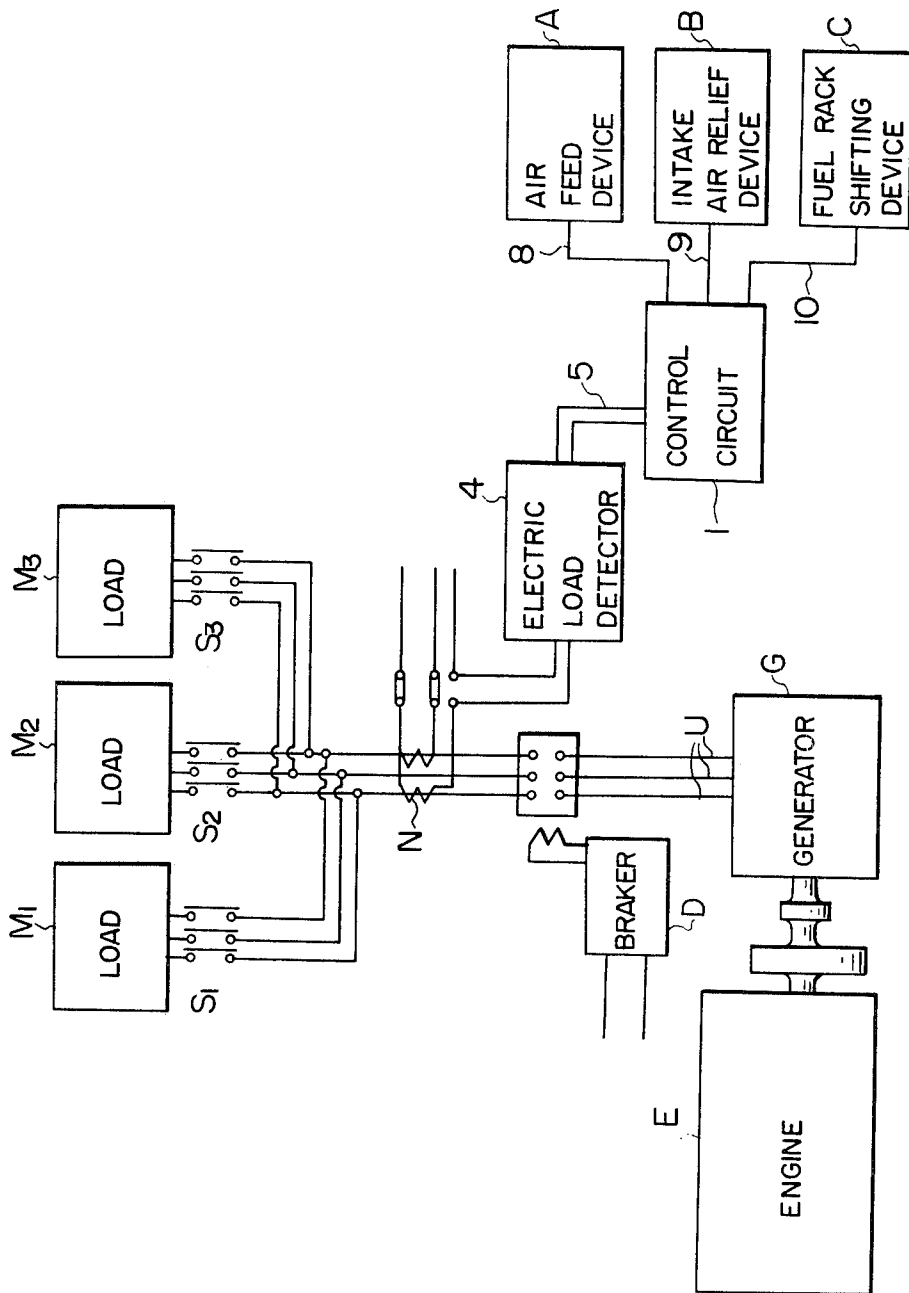 M1
LOAD
S1
M2
LOAD
S2
M3
LOAD
S3
N
4
ELECTRIC
LOAD
DETECTOR
5
A
AIR
FEED
DEVICE
8
B
INTAKE
AIR RELIEF
DEVICE
9
C
FUEL RACK
SHIFTING
DEVICE
10
CONTROL
CIRCUIT
1
BRAKER
D
U
G
GENERATOR
E
ENGINE